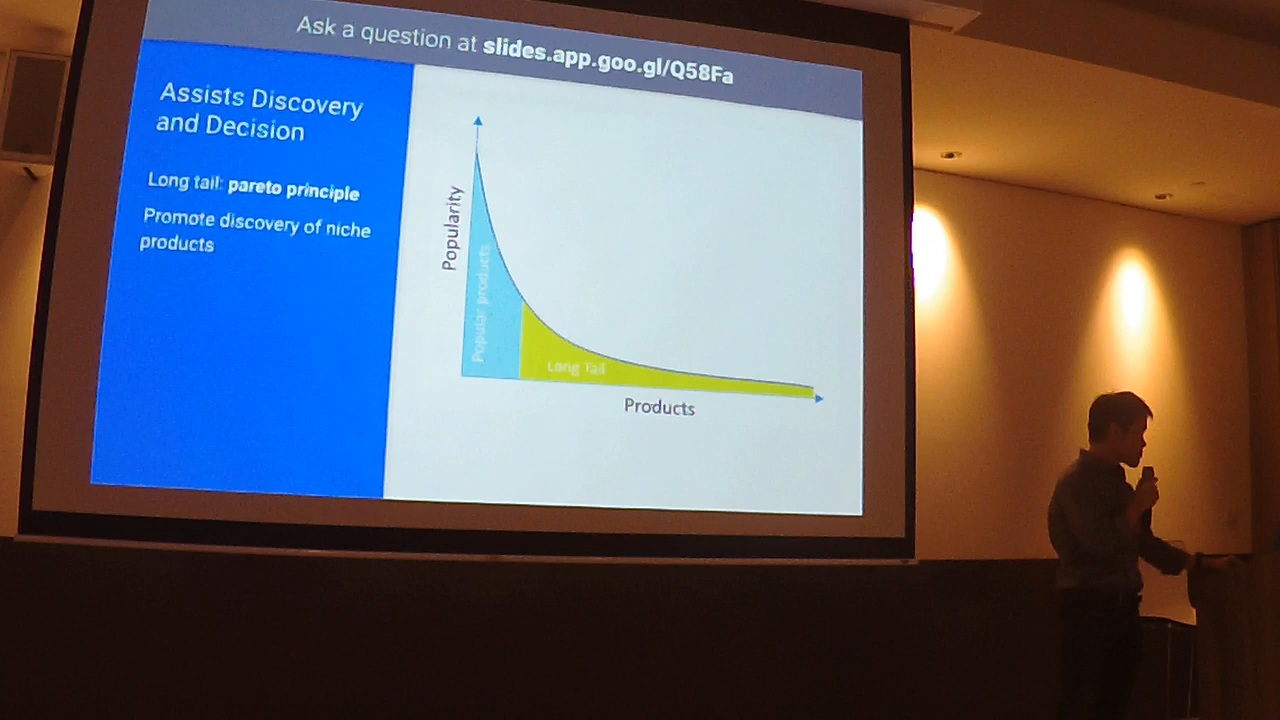 Ask a question at slides.app.goo.gl/Q58Fa
Assists Discovery
and Decision
Long tail: pareto principle
Promote discovery of niche
products
Popularity
Popular products
Long Tail
Products